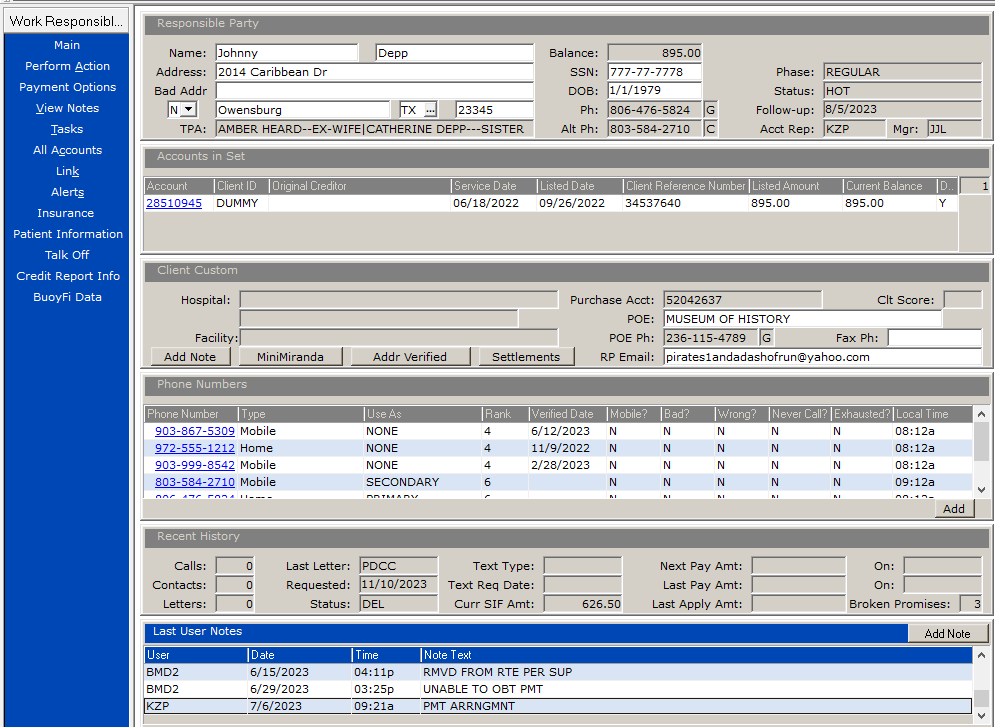 Work Responsibl...
Main
Perform Action
Payment Options
View Notes
Tasks
All Accounts
Link
Alerts
Insurance
Patient Information
Talk Off
Credit Report Info
BuoyFi Data
Responsible Party
Name: Johnny Depp Balance: 895.00
Address: 2014 Caribbean Dr SSN: 777-77-7778 Phase: REGULAR
Bad Addr DOB: 1/1/1979 Status: HOT
N Owensburg TX ... 23345 Ph: 806-476-5824 G Follow-up: 8/5/2023
TPA: AMBER HEARD--EX-WIFE|CATHERINE DEPP---SISTER Alt Ph: 803-584-2710 C Acct Rep: KZP Mgr: JJL
Accounts in Set
Account Client ID Original Creditor Service Date Listed Date Client Reference Number Listed Amount Current Balance D.. 1
28510945 DUMMY 06/18/2022 09/26/2022 34537640 895.00 895.00 Y
Client Custom
Hospital: Purchase Acct: 52042637 Clt Score:
POE: MUSEUM OF HISTORY
Facility: POE Ph: 236-115-4789 G Fax Ph:
Add Note MiniMiranda Addr Verified Settlements RP Email: pirates1andadashofrun@yahoo.com
Phone Numbers
Phone Number Type Use As Rank Verified Date Mobile? Bad? Wrong? Never Call? Exhausted? Local Time
903-867-5309 Mobile NONE 4 6/12/2023 N N N N N 08:12a
972-555-1212 Home NONE 4 11/9/2022 N N N N N 08:12a
903-999-8542 Mobile NONE 4 2/28/2023 N N N N N 08:12a
803-584-2710 Mobile SECONDARY 6 N N N N N 09:12a
806-476-5824 Home PRIMARY 6 N N N N N 08:12a
Add
Recent History
Calls: 0 Last Letter: PDCC Text Type: Next Pay Amt: On:
Contacts: 0 Requested: 11/10/2023 Text Req Date: Last Pay Amt: On:
Letters: 0 Status: DEL Curr SIF Amt: 626.50 Last Apply Amt: Broken Promises: 3
Last User Notes Add Note
User Date Time Note Text
BMD2 6/15/2023 04:11p RMVD FROM RTE PER SUP
BMD2 6/29/2023 03:25p UNABLE TO OBT PMT
KZP 7/6/2023 09:21a PMT ARRNGMNT